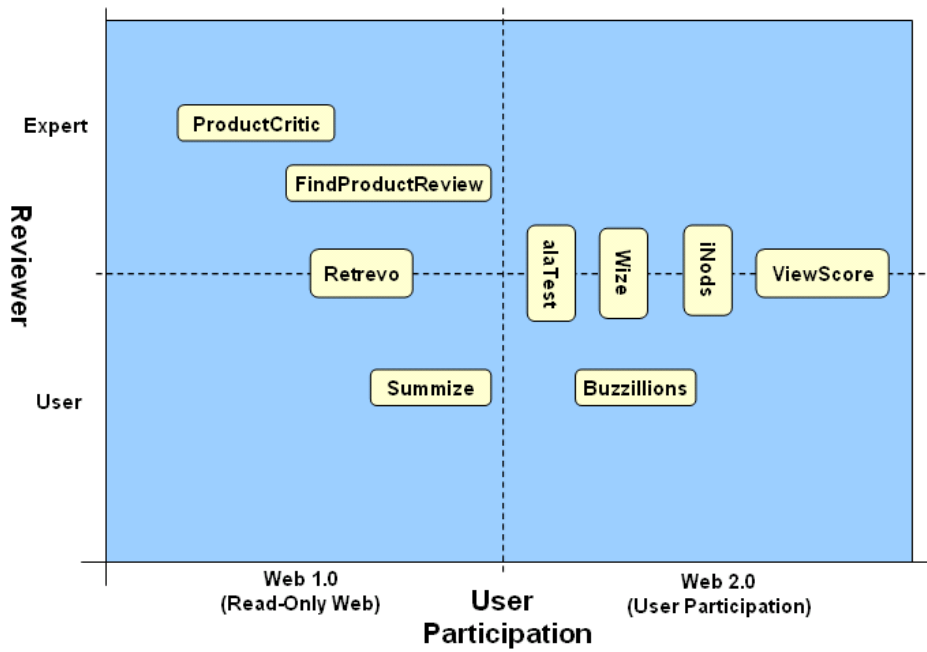 Expert
ProductCritic
FindProductReview
Reviewer
Retrevo
alaTest
Wize
iNods
ViewScore
User
Summize
Buzzillions
Web 1.0
(Read-Only Web)
User
Participation
Web 2.0
(User Participation)